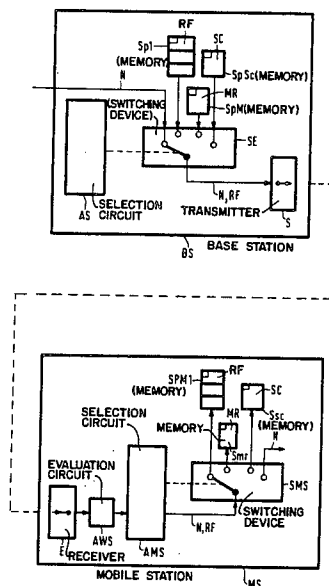 RF
Sp1
(MEMORY)
SC
SpSc(MEMORY)
MR
SpM(MEMORY)
N
(SWITCHING
DEVICE)
SE
SELECTION
CIRCUIT
AS
N,RF
TRANSMITTER
S
BASE STATION
BS
SPM1
(MEMORY)
RF
SC
Ssc
(MEMORY)
MR
MEMORY
Smr
N
SELECTION
CIRCUIT
SMS
EVALUATION
CIRCUIT
SWITCHING
DEVICE
E
RECEIVER
AWS
AMS
N,RF
MOBILE STATION
MS